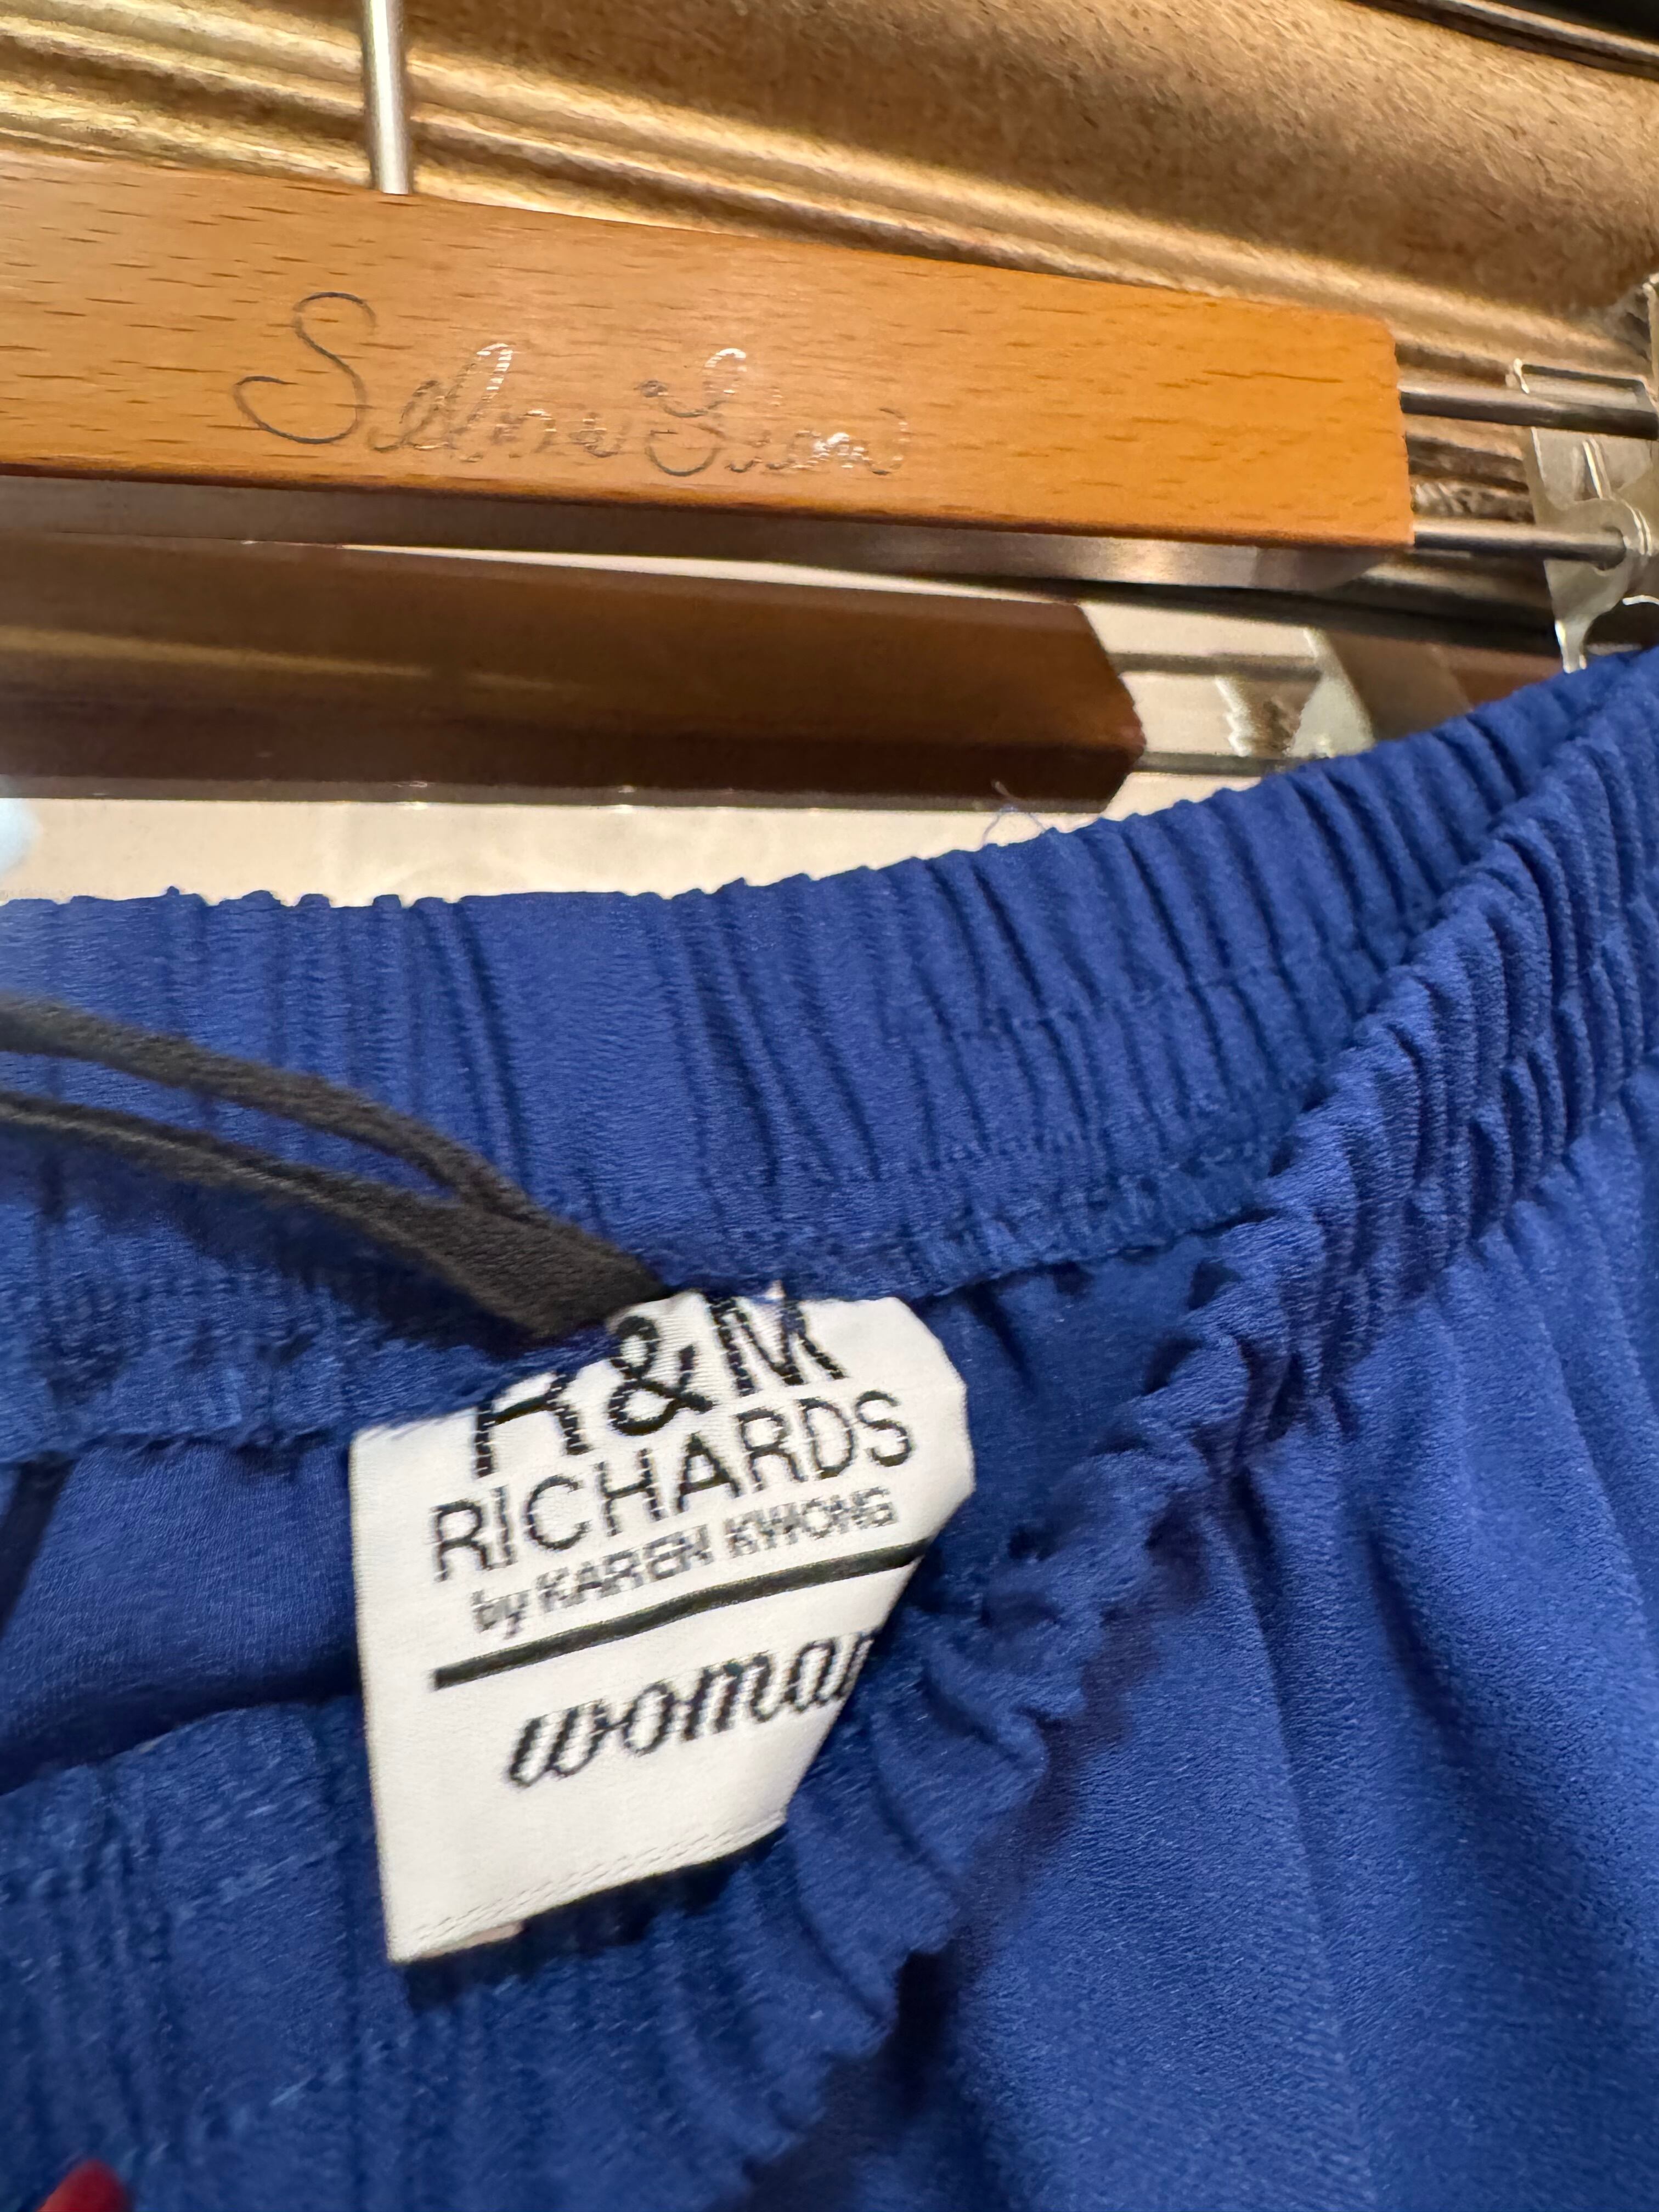 R&M
RICHARDS
by KAREN KWONG
woman